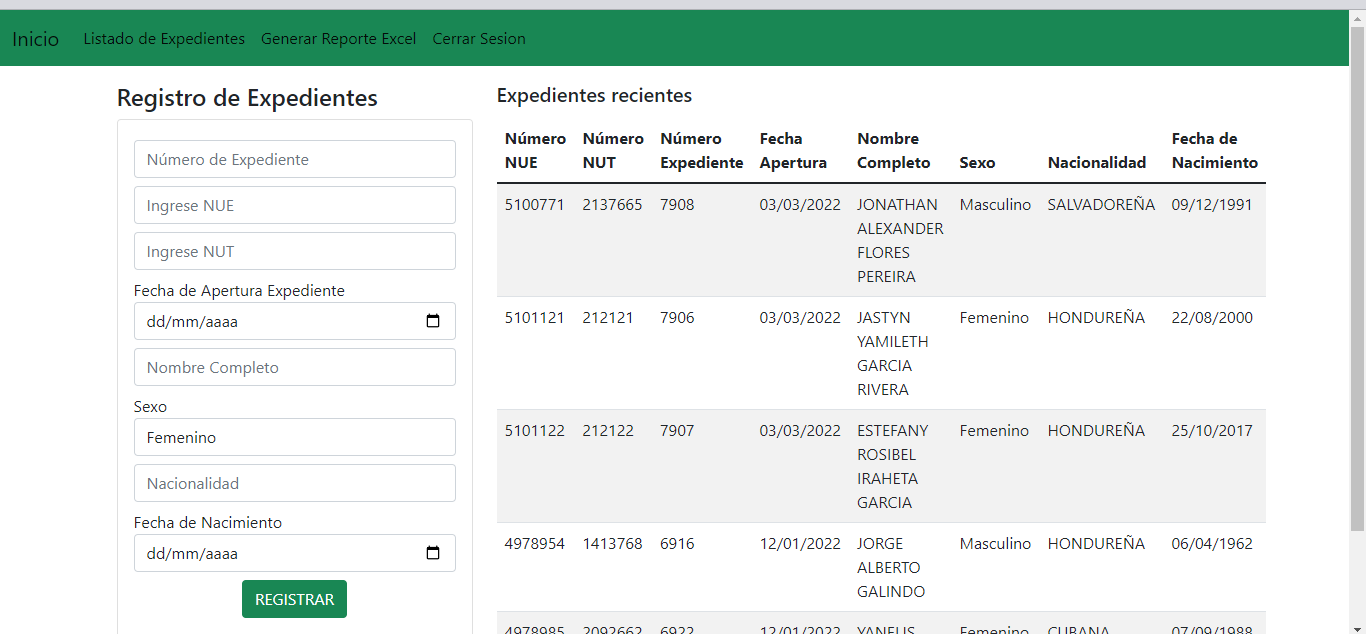 Inicio Listado de Expedientes Generar Reporte Excel Cerrar Sesion
Registro de Expedientes
Número de Expediente
Ingrese NUE
Ingrese NUT
Fecha de Apertura Expediente
dd/mm/aaaa
Nombre Completo
Sexo
Femenino
Nacionalidad
Fecha de Nacimiento
dd/mm/aaaa
REGISTRAR
Expedientes recientes
Número Número Número Fecha Nombre Fecha de
NUE NUT Expediente Apertura Completo Sexo Nacionalidad Nacimiento
5100771 2137665 7908 03/03/2022 JONATHAN Masculino SALVADOREÑA 09/12/1991
ALEXANDER
FLORES
PEREIRA
5101121 212121 7906 03/03/2022 JASTYN Femenino HONDUREÑA 22/08/2000
YAMILETH
GARCIA
RIVERA
5101122 212122 7907 03/03/2022 ESTEFANY Femenino HONDUREÑA 25/10/2017
ROSIBEL
IRAHETA
GARCIA
4978954 1413768 6916 12/01/2022 JORGE Masculino HONDUREÑA 06/04/1962
ALBERTO
GALINDO
4978985 2092662 6922 12/01/2022 YANELIS Femenino CUBANA 07/09/1988